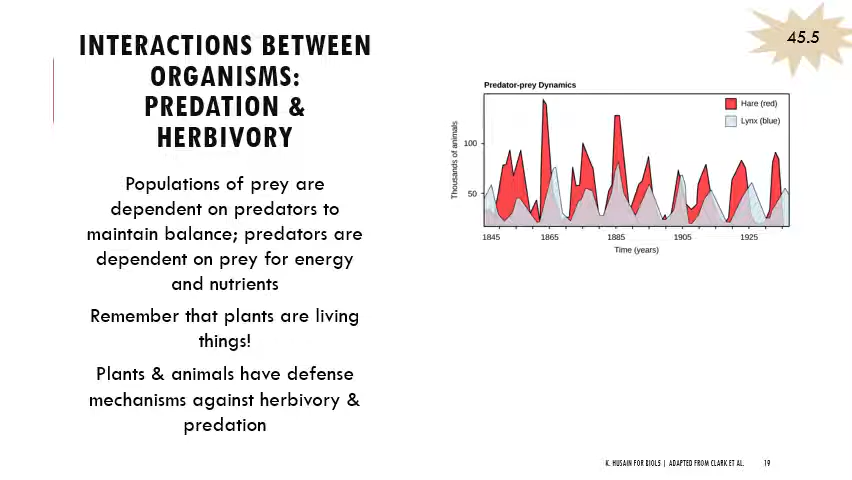 INTERACTIONS BETWEEN
ORGANISMS:
PREDATION &
HERBIVORY
Populations of prey are
dependent on predators to
maintain balance; predators are
dependent on prey for energy
and nutrients
Remember that plants are living
things!
Plants & animals have defense
mechanisms against herbivory &
predation
45.5
Predator-prey Dynamics
Hare (red)
Lynx (blue)
Thousands of animals
100
50
1845 1865 1885 1905 1925
Time (years)
K. HUSAIN FOR BIOL5 | ADAPTED FROM CLARK ET AL. 19